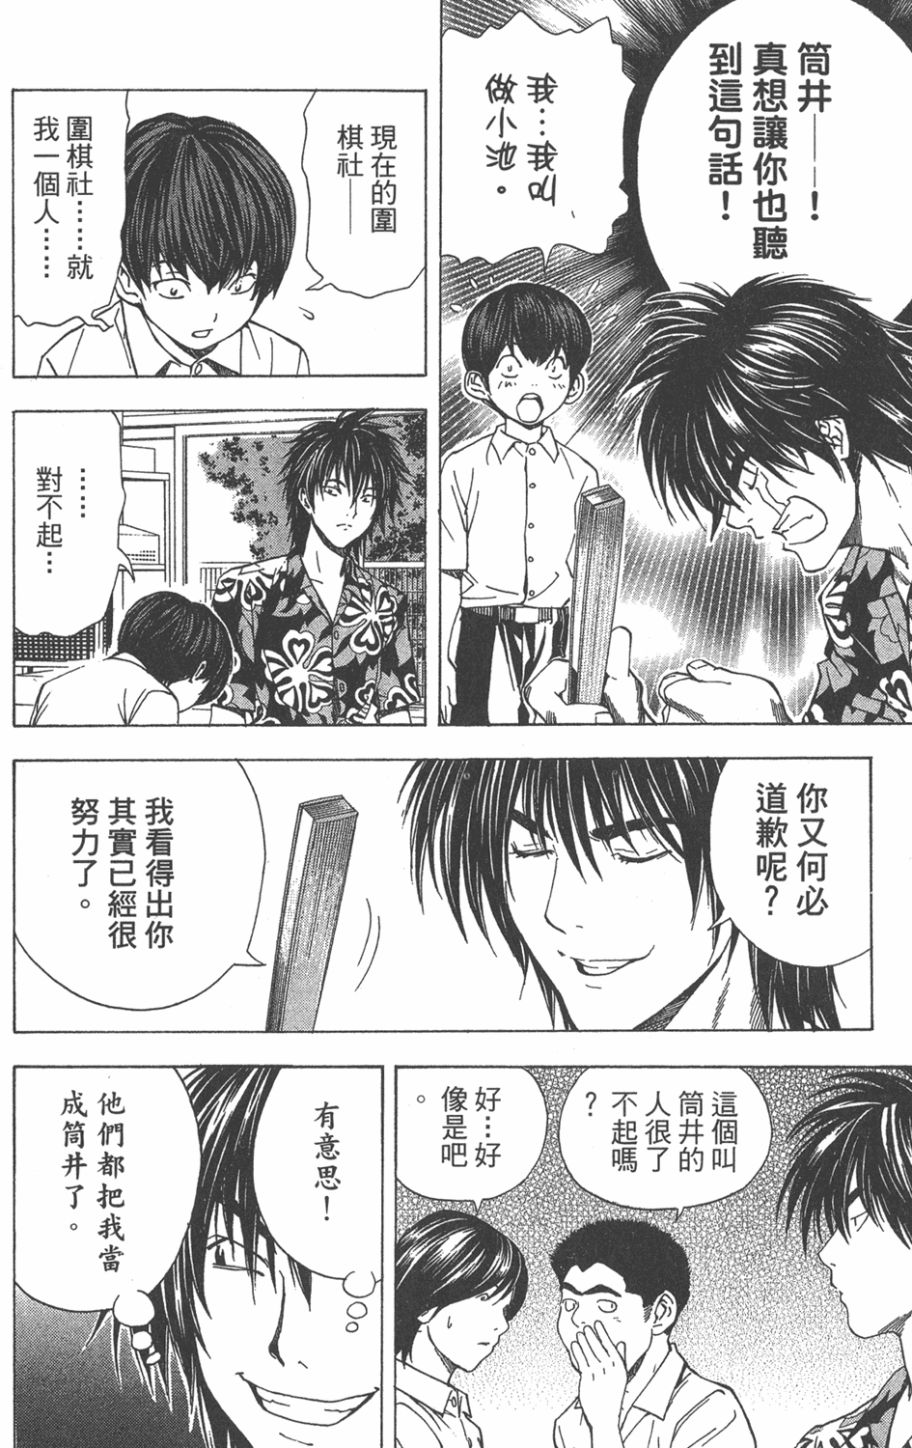 筒井——！
真想讓你也聽
到這句話！
我…我叫
做小池。
現在的圍
棋社——
圍棋社……就
我一個人……
……
對不起…
你又何必
道歉呢？
我看得出你
其實已經很
努力了。
這個叫
筒井的
人很了
不起嗎
？
好…好
像是吧
。
有意思！
他們都把我當
成筒井了。